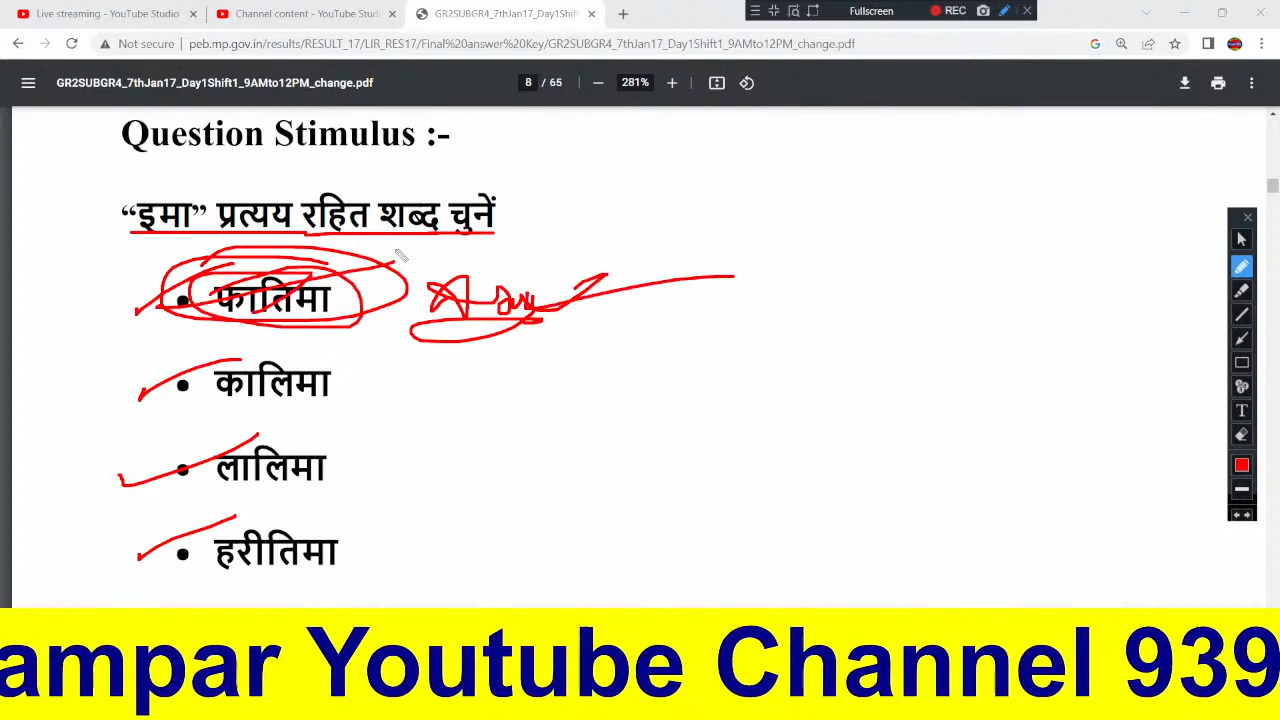 Live streaming - YouTube Studio
Channel content - YouTube Studi
GR2SUBGR4_7thJan17_Day1Shift1
Fullscreen
REC
Not secure
peb.mp.gov.in/results/RESULT_17/LIR_RES17/Final%20answer%20Key/GR2SUBGR4_7thJan17_Day1Shift1_9AMto12PM_change.pdf
GR2SUBGR4_7thJan17_Day1Shift1_9AMto12PM_change.pdf
8 / 65
281%
Question Stimulus :-
“इमा” प्रत्यय रहित शब्द चुनें
• फातिमा
• कालिमा
• लालिमा
• हरीतिमा
ampar Youtube Channel 939